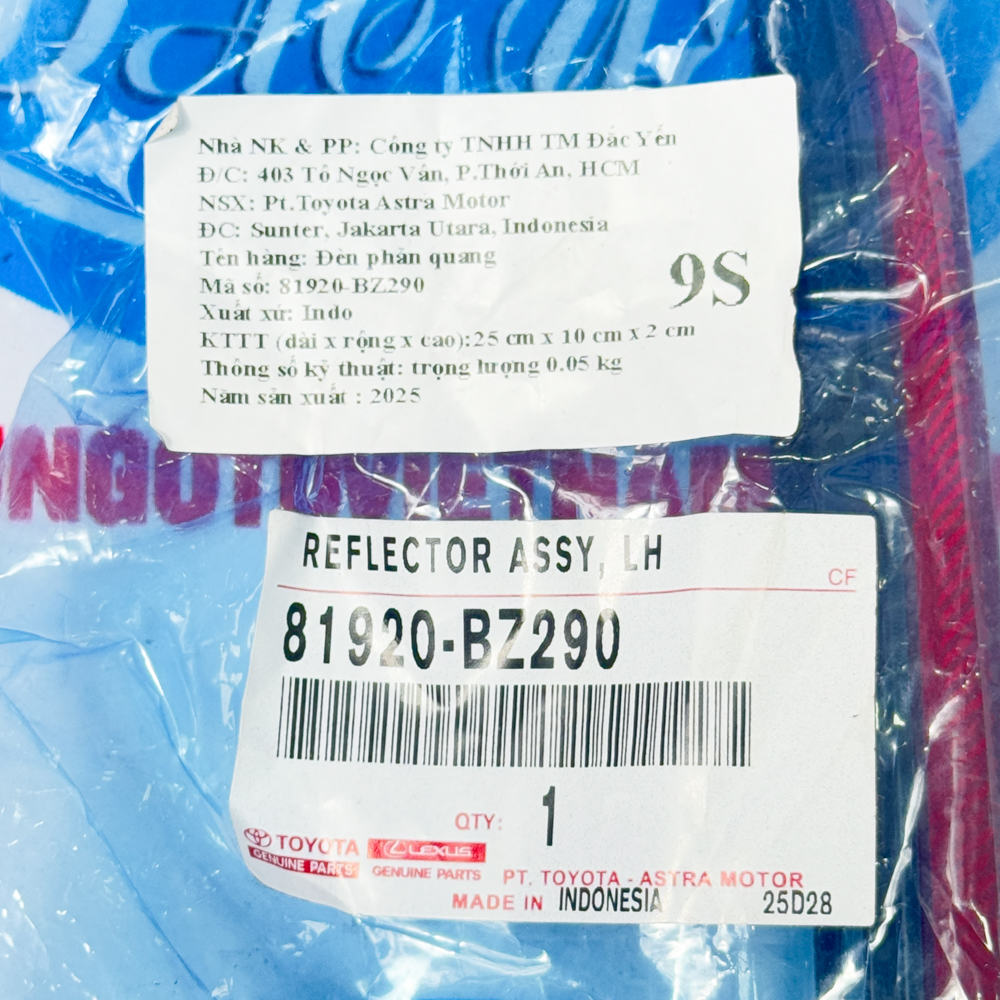 Nhà NK & PP: Công ty TNHH TM Đắc Yến
Đ/C: 403 Tô Ngọc Vân, P.Thới An, HCM
NSX: Pt.Toyota Astra Motor
ĐC: Sunter, Jakarta Utara, Indonesia
Tên hàng: Đèn phản quang
Mã số: 81920-BZ290
Xuất xứ: Indo
KTTT (dài x rộng x cao):25 cm x 10 cm x 2 cm
Thông số kỹ thuật: trọng lượng 0.05 kg
Năm sản xuất : 2025
9S
REFLECTOR ASSY, LH
CF
81920-BZ290
QTY: 1
TOYOTA
GENUINE PARTS
LEXUS
GENUINE PARTS
PT. TOYOTA - ASTRA MOTOR
MADE IN INDONESIA
25D28